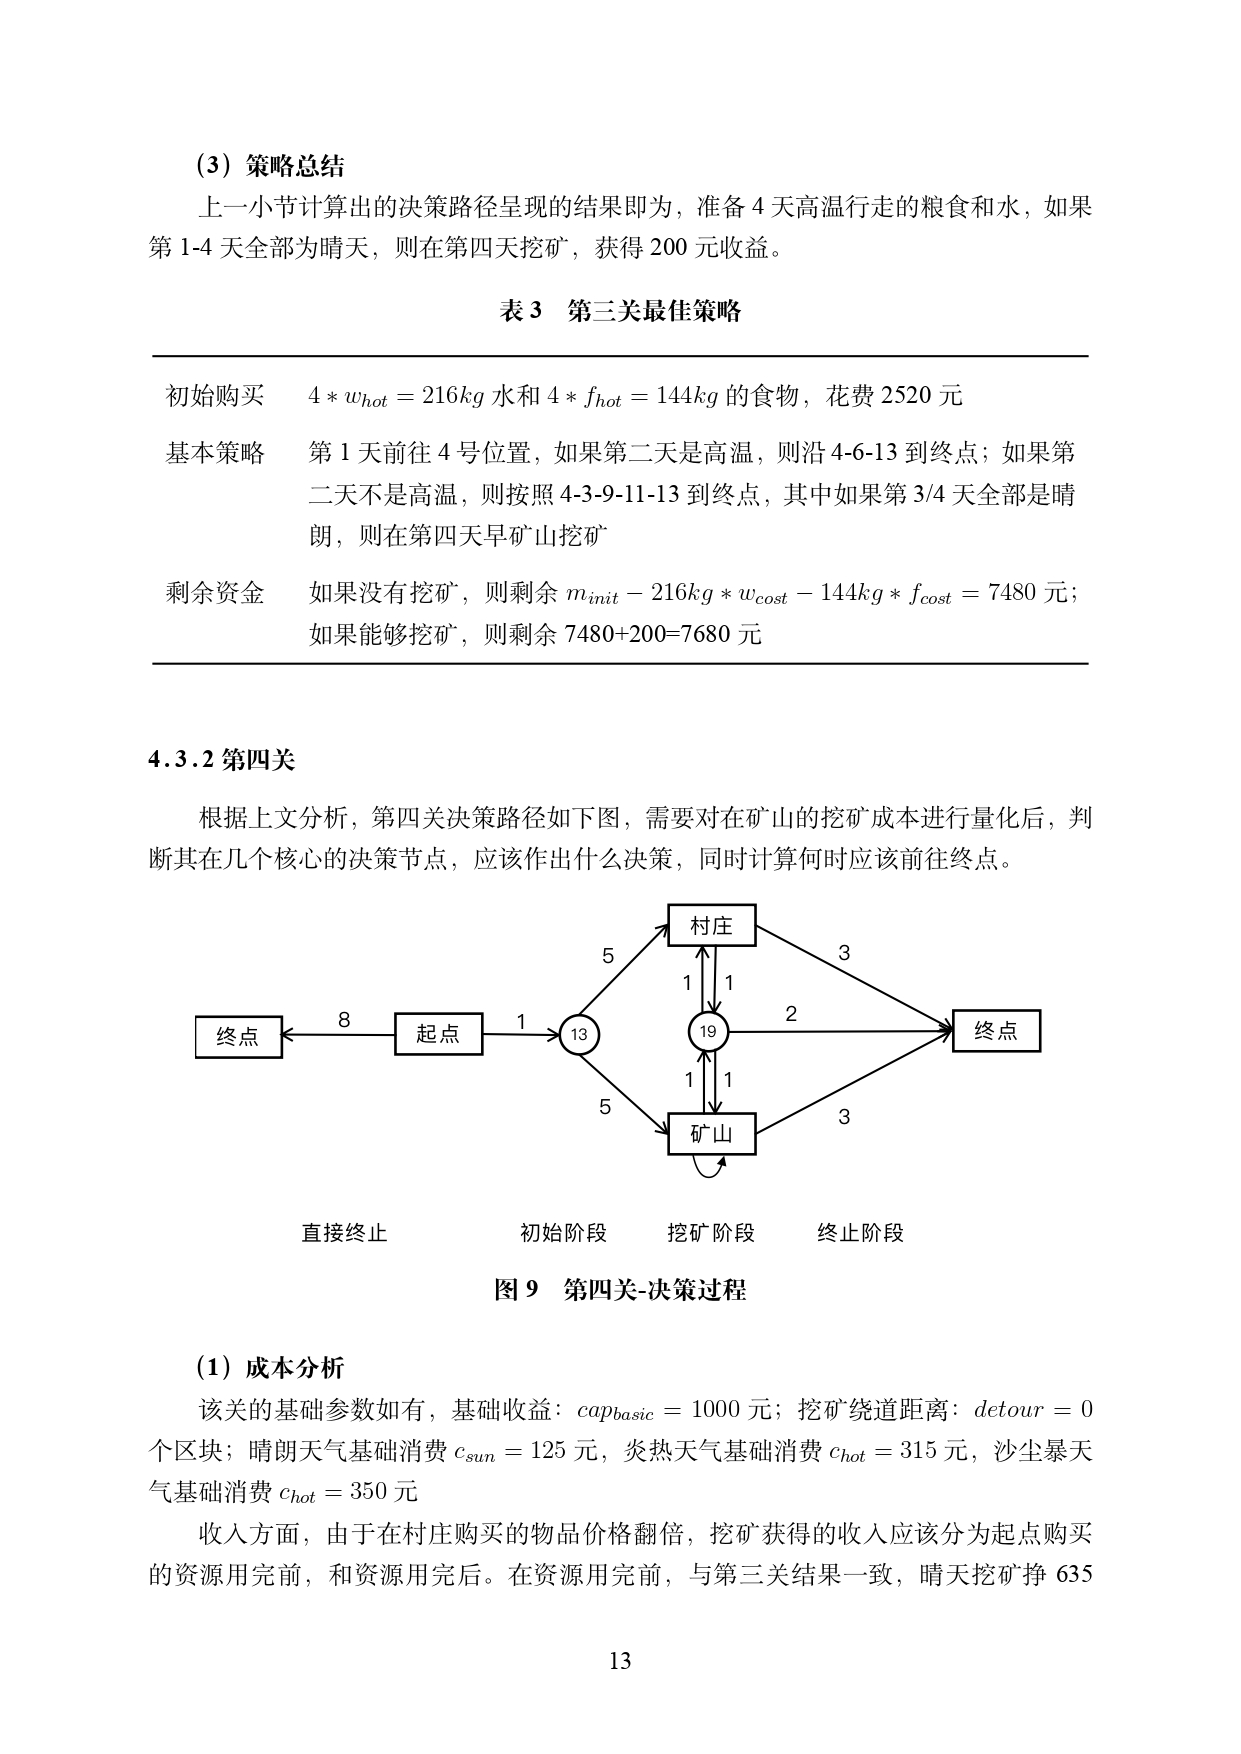 （3）策略总结
上一小节计算出的决策路径呈现的结果即为，准备 4 天高温行走的粮食和水，如果
第 1-4 天全部为晴天，则在第四天挖矿，获得 200 元收益。
表 3 第三关最佳策略
初始购买 4 ∗ w_hot = 216kg 水和 4 ∗ f_hot = 144kg 的食物，花费 2520 元
基本策略 第 1 天前往 4 号位置，如果第二天是高温，则沿 4-6-13 到终点；如果第
二天不是高温，则按照 4-3-9-11-13 到终点，其中如果第 3/4 天全部是晴
朗，则在第四天早矿山挖矿
剩余资金 如果没有挖矿，则剩余 m_init − 216kg ∗ w_cost − 144kg ∗ f_cost = 7480 元；
如果能够挖矿，则剩余 7480+200=7680 元
4.3.2 第四关
根据上文分析，第四关决策路径如下图，需要对在矿山的挖矿成本进行量化后，判
断其在几个核心的决策节点，应该作出什么决策，同时计算何时应该前往终点。
村庄
5
3
1 1
终点
8
起点
1
13
19
2
终点
1 1
5
3
矿山
直接终止 初始阶段 挖矿阶段 终止阶段
图 9 第四关-决策过程
（1）成本分析
该关的基础参数如有，基础收益：cap_basic = 1000 元；挖矿绕道距离：detour = 0
个区块；晴朗天气基础消费 c_sun = 125 元，炎热天气基础消费 c_hot = 315 元，沙尘暴天
气基础消费 c_hot = 350 元
收入方面，由于在村庄购买的物品价格翻倍，挖矿获得的收入应该分为起点购买
的资源用完前，和资源用完后。在资源用完前，与第三关结果一致，晴天挖矿挣 635
13